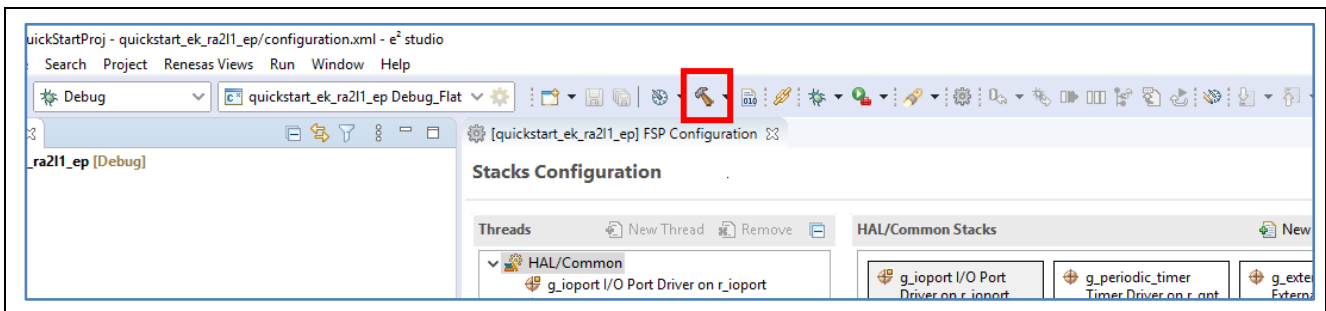 uickStartProj - quickstart_ek_ra2l1_ep/configuration.xml - e² studio
Search Project Renesas Views Run Window Help
Debug quickstart_ek_ra2l1_ep Debug_Flat
[quickstart_ek_ra2l1_ep] FSP Configuration
_ra2l1_ep [Debug]
Stacks Configuration
Threads New Thread Remove HAL/Common Stacks New
HAL/Common
g_ioport I/O Port Driver on r_ioport
g_ioport I/O Port g_periodic_timer g_exter
Driver on r_ioport Timer Driver on r_gpt Externa